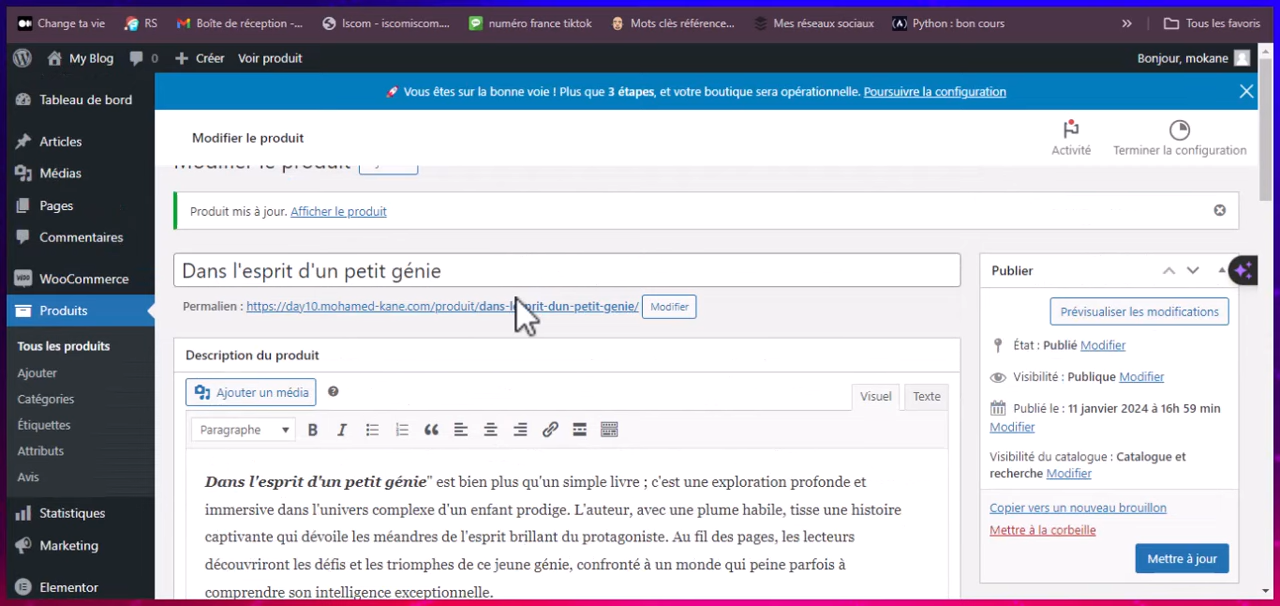 Change ta vie RS Boîte de réception -... Iscom - iscomiscom.... numéro france tiktok Mots clés référence... Mes réseaux sociaux Python : bon cours » Tous les favoris
My Blog 0 + Créer Voir produit Bonjour, mokane
Tableau de bord
Articles
Médias
Pages
Commentaires
WooCommerce
Produits
Tous les produits
Ajouter
Catégories
Étiquettes
Attributs
Avis
Statistiques
Marketing
Elementor
🚀 Vous êtes sur la bonne voie ! Plus que 3 étapes, et votre boutique sera opérationnelle. Poursuivre la configuration
Modifier le produit
Activité
Terminer la configuration
Modifier le produit
Produit mis à jour. Afficher le produit
Dans l'esprit d'un petit génie
Permalien : https://day10.mohamed-kane.com/produit/dans-lesprit-dun-petit-genie/ Modifier
Description du produit
Ajouter un média
Visuel Texte
Paragraphe
Dans l'esprit d'un petit génie" est bien plus qu'un simple livre ; c'est une exploration profonde et
immersive dans l'univers complexe d'un enfant prodige. L'auteur, avec une plume habile, tisse une histoire
captivante qui dévoile les méandres de l'esprit brillant du protagoniste. Au fil des pages, les lecteurs
découvriront les défis et les triomphes de ce jeune génie, confronté à un monde qui peine parfois à
comprendre son intelligence exceptionnelle.
Publier
Prévisualiser les modifications
État : Publié Modifier
Visibilité : Publique Modifier
Publié le : 11 janvier 2024 à 16h 59 min
Modifier
Visibilité du catalogue : Catalogue et
recherche Modifier
Copier vers un nouveau brouillon
Mettre à la corbeille
Mettre à jour